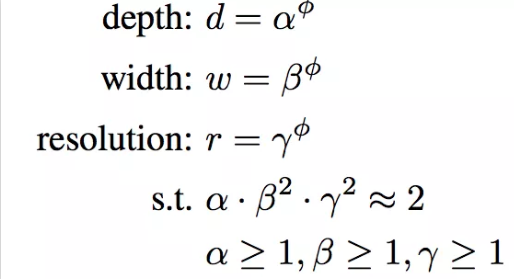 depth: d = α^ϕ
width: w = β^ϕ
resolution: r = γ^ϕ
s.t. α · β² · γ² ≈ 2
α ≥ 1, β ≥ 1, γ ≥ 1